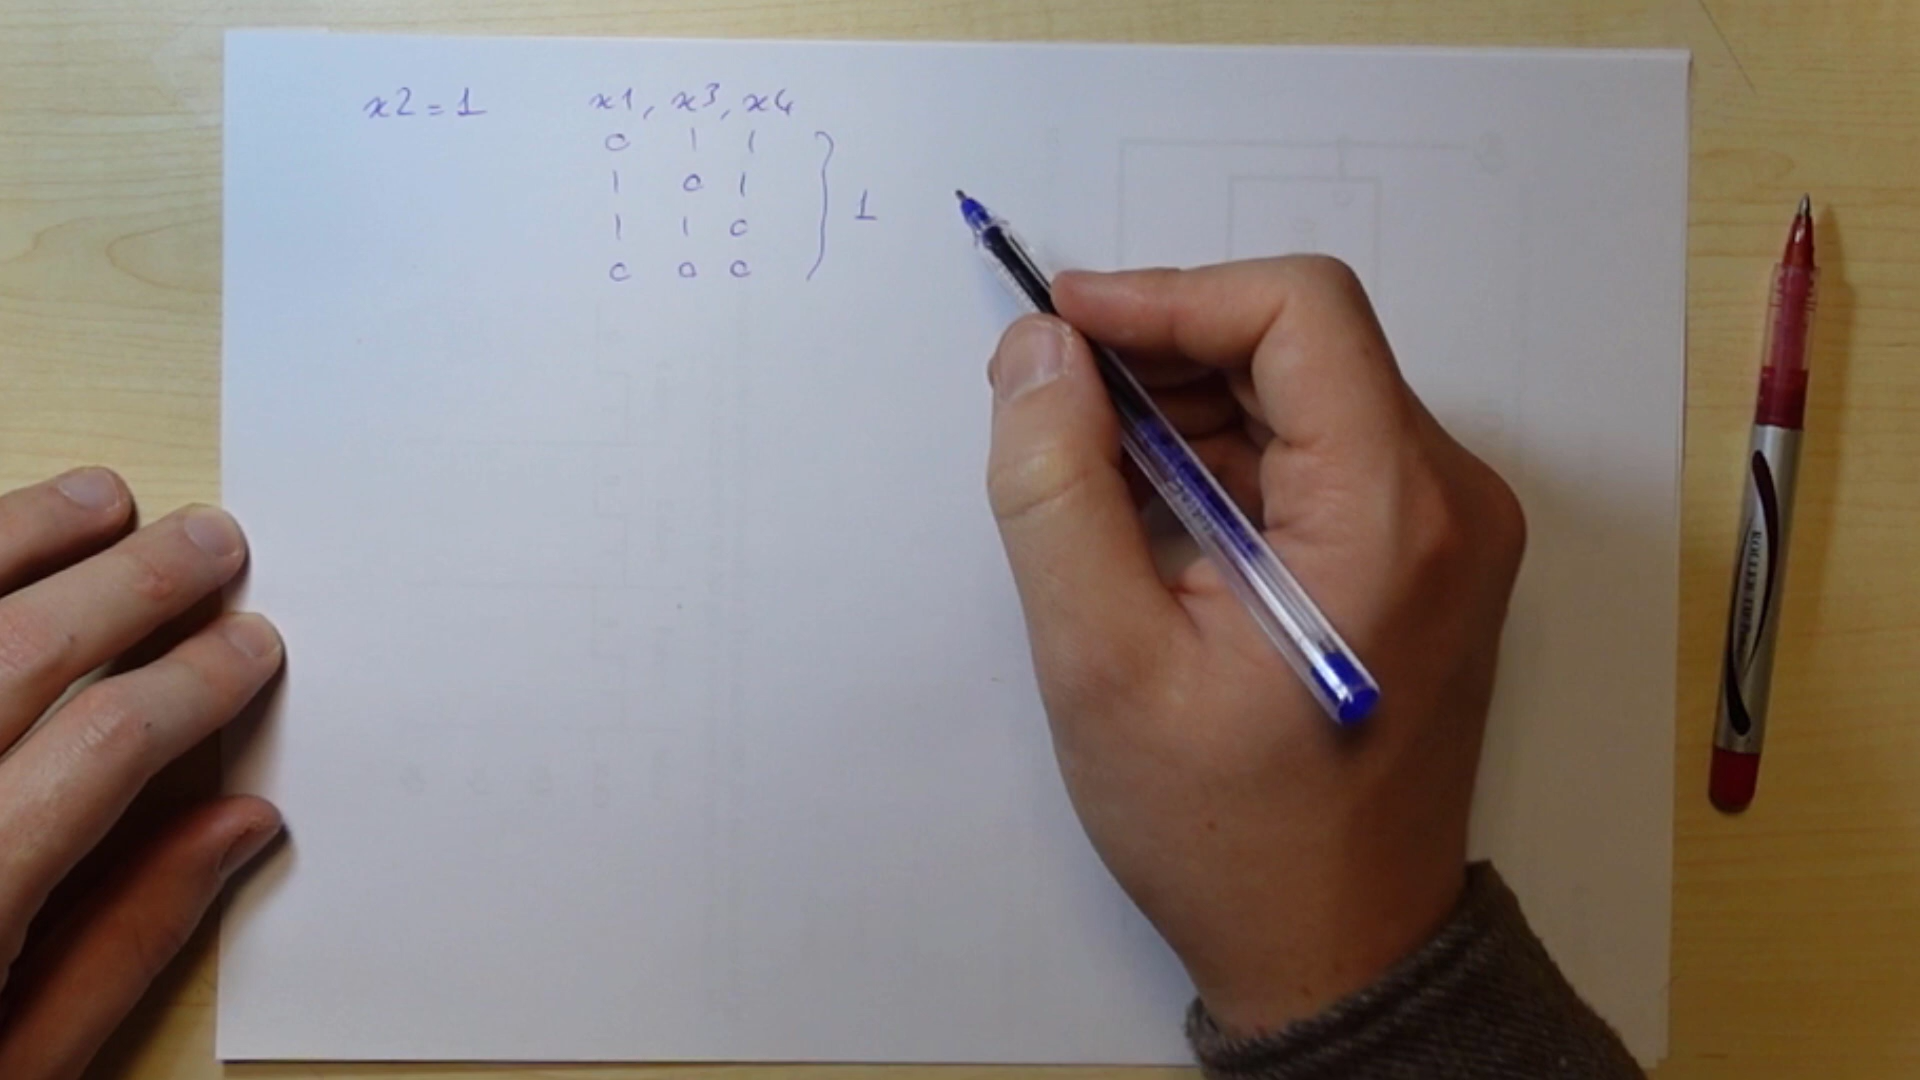 x2 = 1 x1, x3, x4
0 1 1
1 0 1
1 1 0 } 1
0 0 0